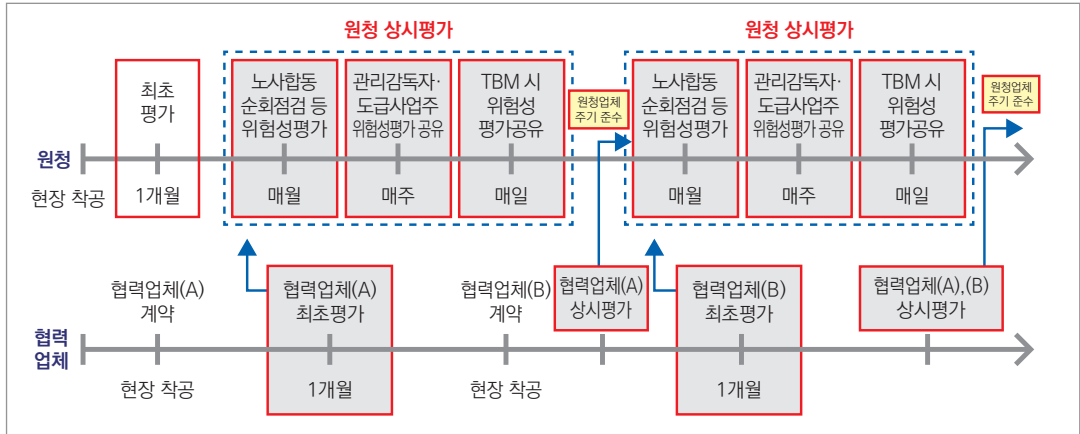 원청 상시평가
원청 상시평가
최초
평가
노사합동
순회점검 등
위험성평가
관리감독자·
도급사업주
위험성평가 공유
TBM 시
위험성
평가공유
원청업체
주기 준수
노사합동
순회점검 등
위험성평가
관리감독자·
도급사업주
위험성평가 공유
TBM 시
위험성
평가공유
원청업체
주기 준수
원청
현장 착공
1개월
매월
매주
매일
매월
매주
매일
협력업체(A)
계약
협력업체(A)
최초평가
협력업체(B)
계약
협력업체(A)
상시평가
협력업체(B)
최초평가
협력업체(A),(B)
상시평가
협력
업체
현장 착공
1개월
현장 착공
1개월